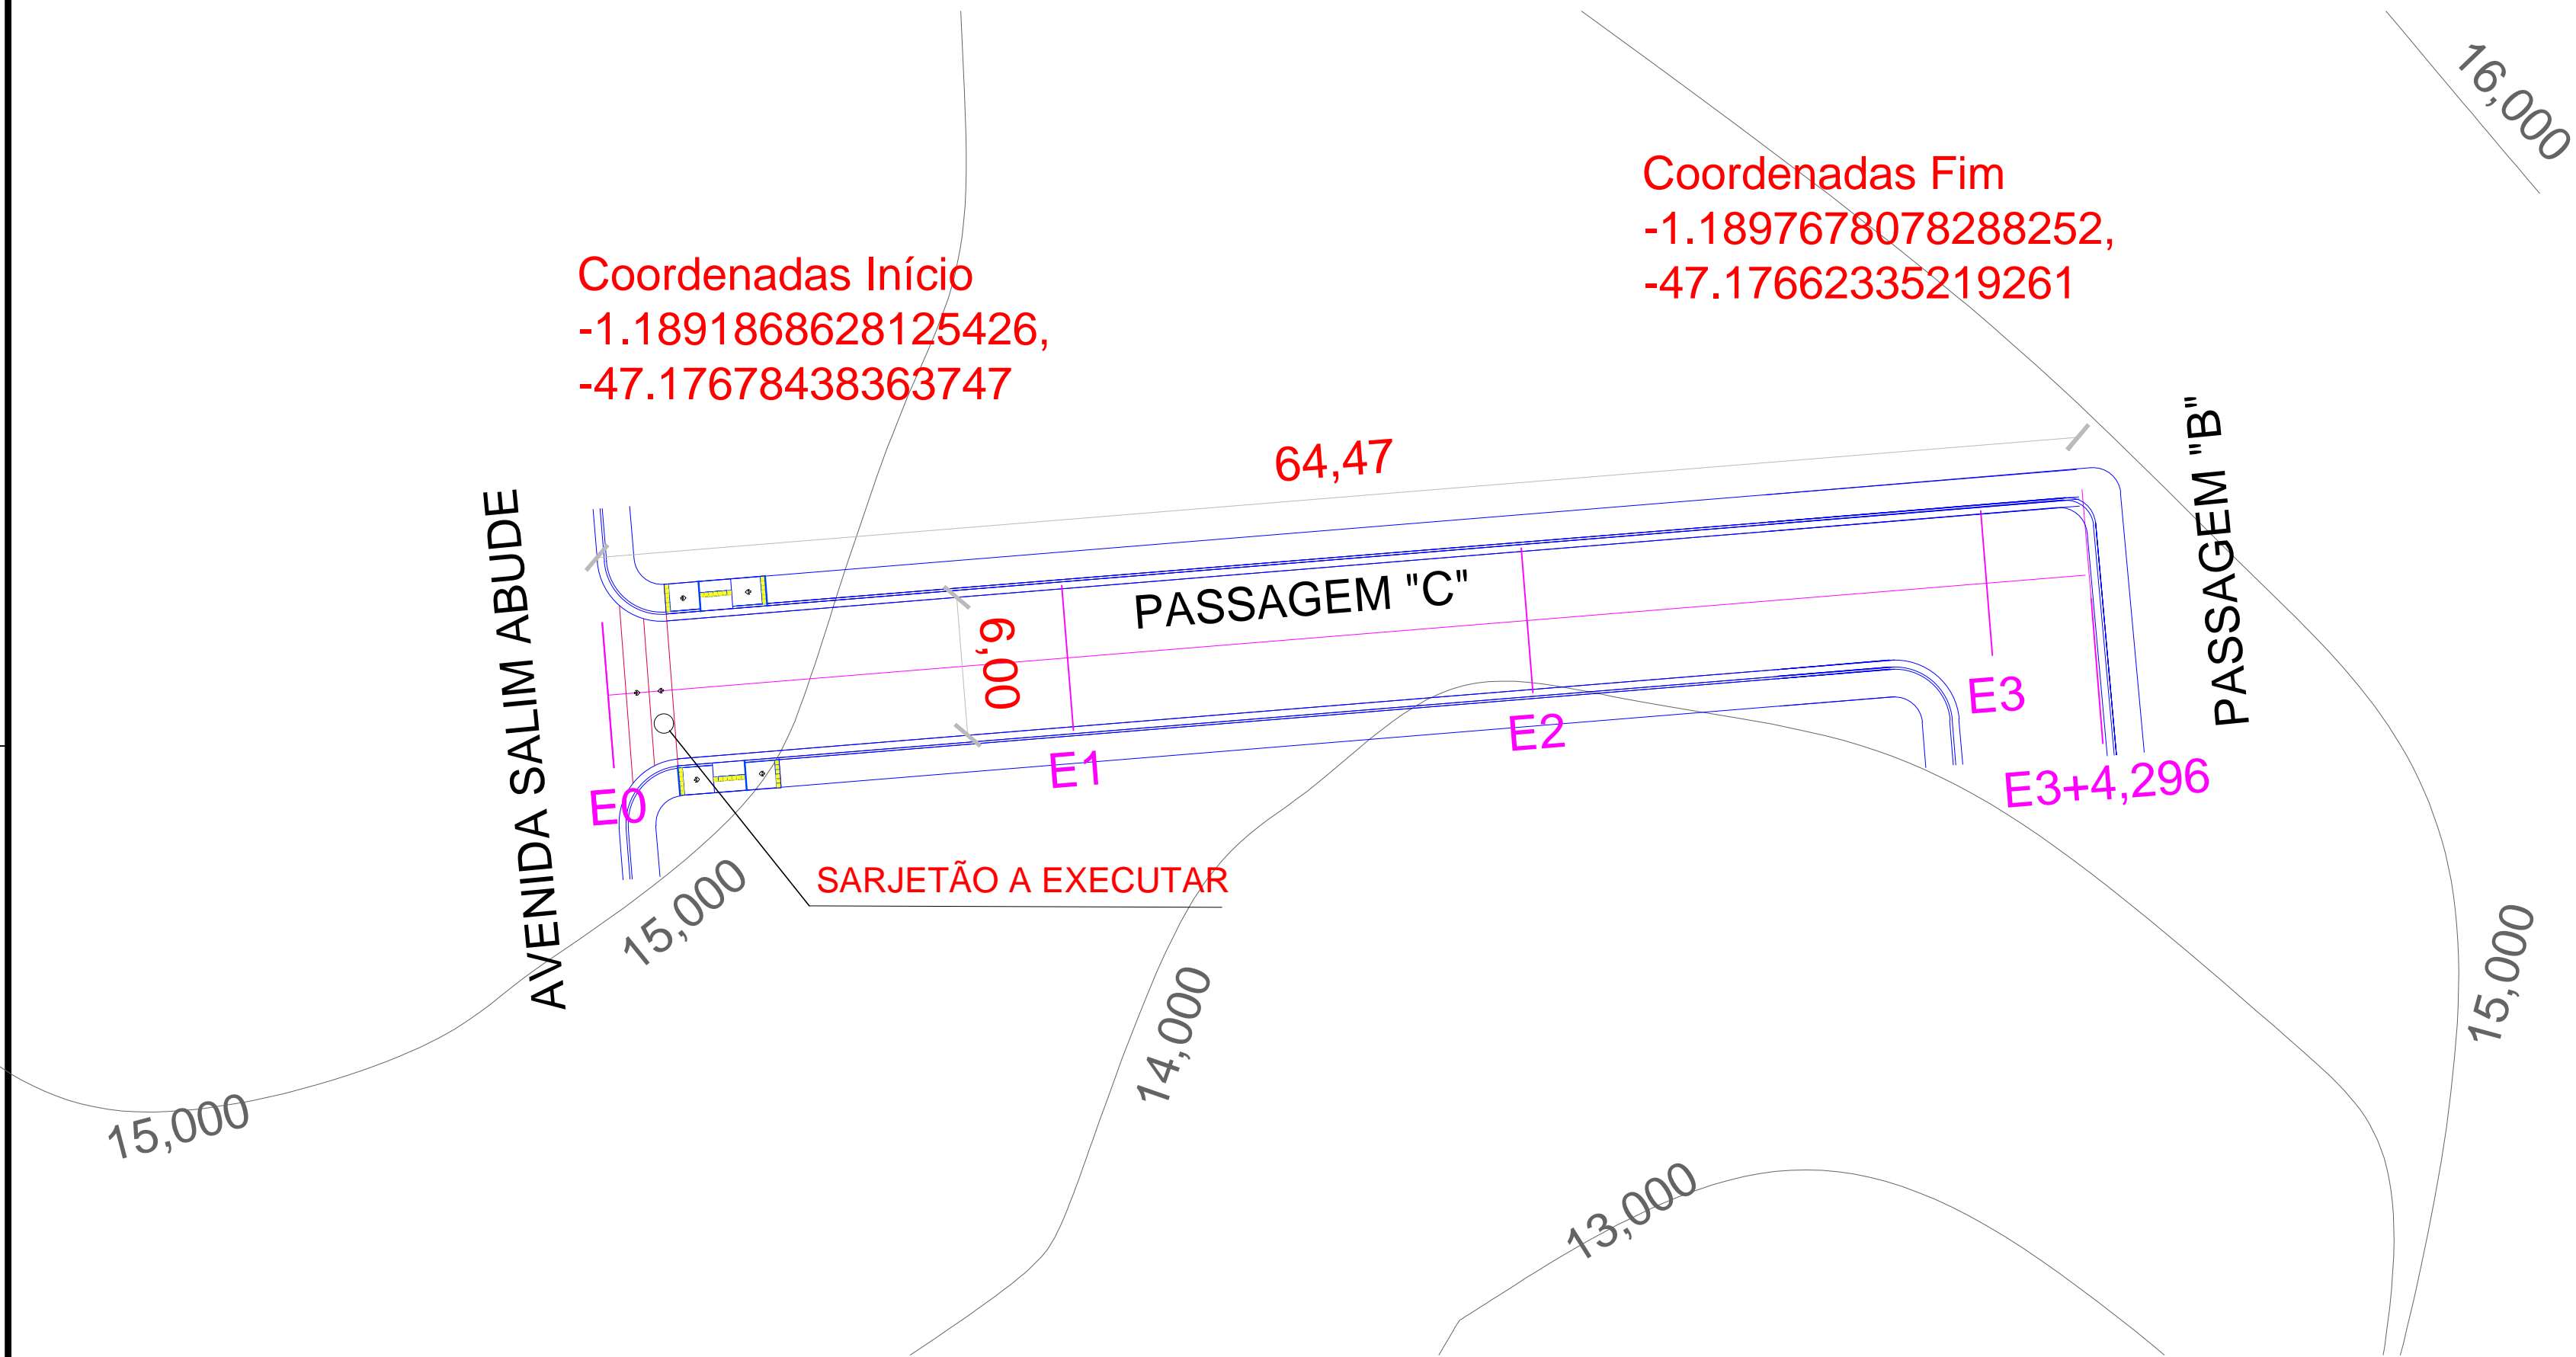 16,000
Coordenadas Fim
-1.1897678078288252,
-47.17662335219261
Coordenadas Início
-1.1891868628125426,
-47.17678438363747
64,47
PASSAGEM "B"
AVENIDA SALIM ABUDE
PASSAGEM "C"
6,00
E0
E1
E2
E3
E3+4,296
SARJETÃO A EXECUTAR
15,000
15,000
14,000
15,000
13,000